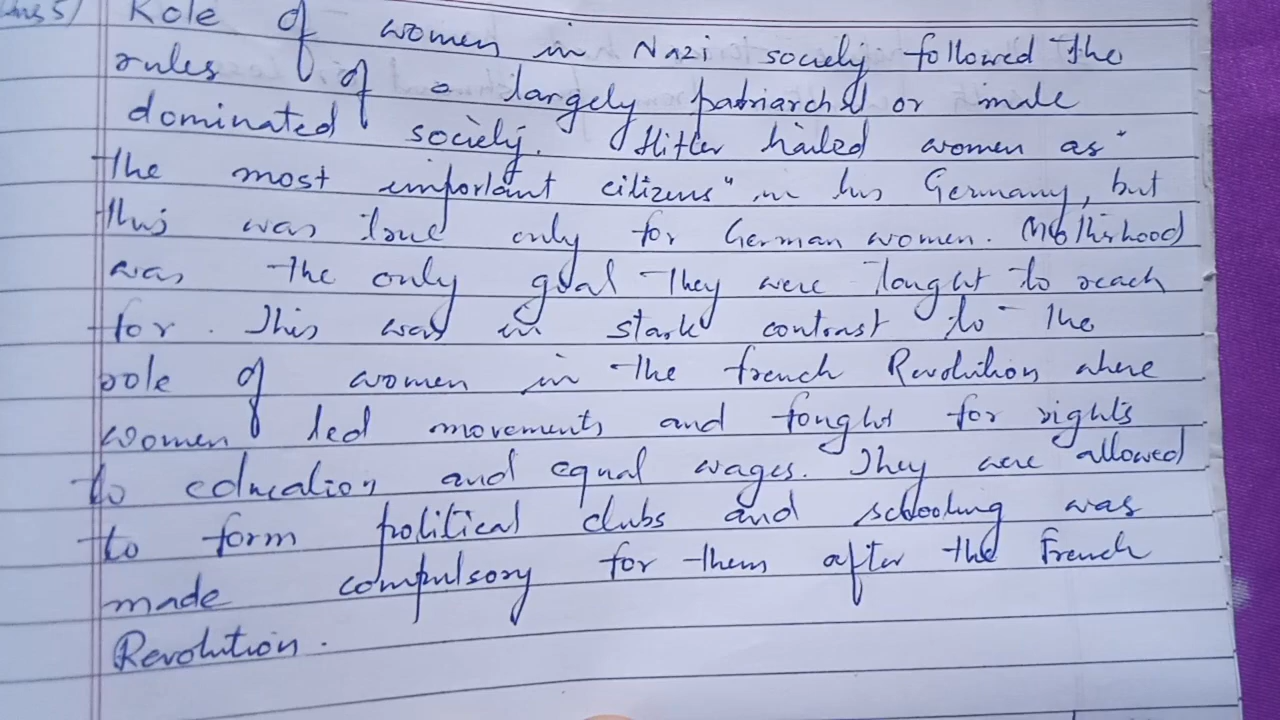 Ans 5) Role of women in Nazi society followed the
rules of a largely patriarchal or male
dominated society. Hitler hailed women as "
the most important citizens" in his Germany, but
this was true only for German women. Motherhood
was the only goal they were taught to reach
for. This was in stark contrast to the
role of women in the french Revolution where
women led movements and fought for rights
to education and equal wages. They were allowed
to form political clubs and schooling was
made compulsory for them after the French
Revolution.